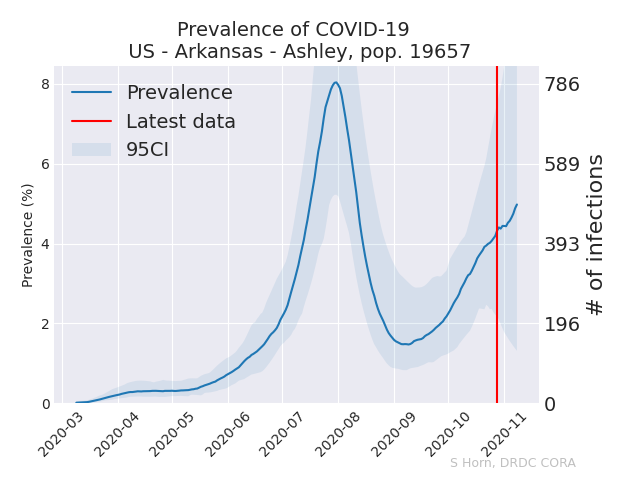 Prevalence of COVID-19
US - Arkansas - Ashley, pop. 19657
Prevalence
Latest data
95CI
Prevalence (%)
8
6
4
2
0
786
589
393
196
0
# of infections
2020-03
2020-04
2020-05
2020-06
2020-07
2020-08
2020-09
2020-10
2020-11
S Horn, DRDC CORA